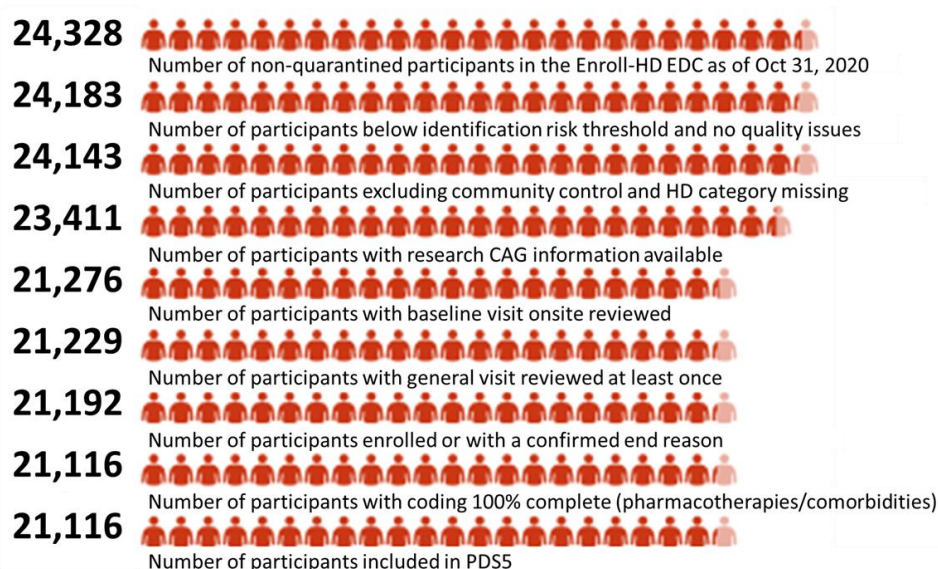 24,328
Number of non-quarantined participants in the Enroll-HD EDC as of Oct 31, 2020
24,183
Number of participants below identification risk threshold and no quality issues
24,143
Number of participants excluding community control and HD category missing
23,411
Number of participants with research CAG information available
21,276
Number of participants with baseline visit onsite reviewed
21,229
Number of participants with general visit reviewed at least once
21,192
Number of participants enrolled or with a confirmed end reason
21,116
Number of participants with coding 100% complete (pharmacotherapies/comorbidities)
21,116
Number of participants included in PDS5